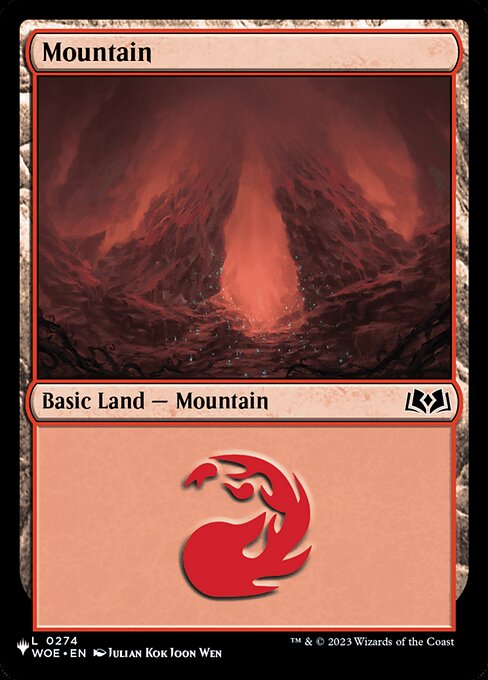 Mountain
Basic Land — Mountain
L 0274
WOE • EN Julian Kok Joon Wen
™ & © 2023 Wizards of the Coast